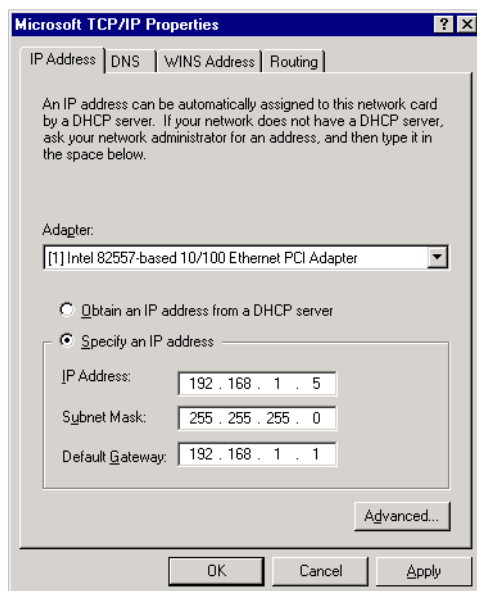 Microsoft TCP/IP Properties
IP Address DNS WINS Address Routing
An IP address can be automatically assigned to this network card
by a DHCP server. If your network does not have a DHCP server,
ask your network administrator for an address, and then type it in
the space below.
Adapter:
[1] Intel 82557-based 10/100 Ethernet PCI Adapter
Obtain an IP address from a DHCP server
Specify an IP address
IP Address: 192 . 168 . 1 . 5
Subnet Mask: 255 . 255 . 255 . 0
Default Gateway: 192 . 168 . 1 . 1
Advanced...
OK Cancel Apply